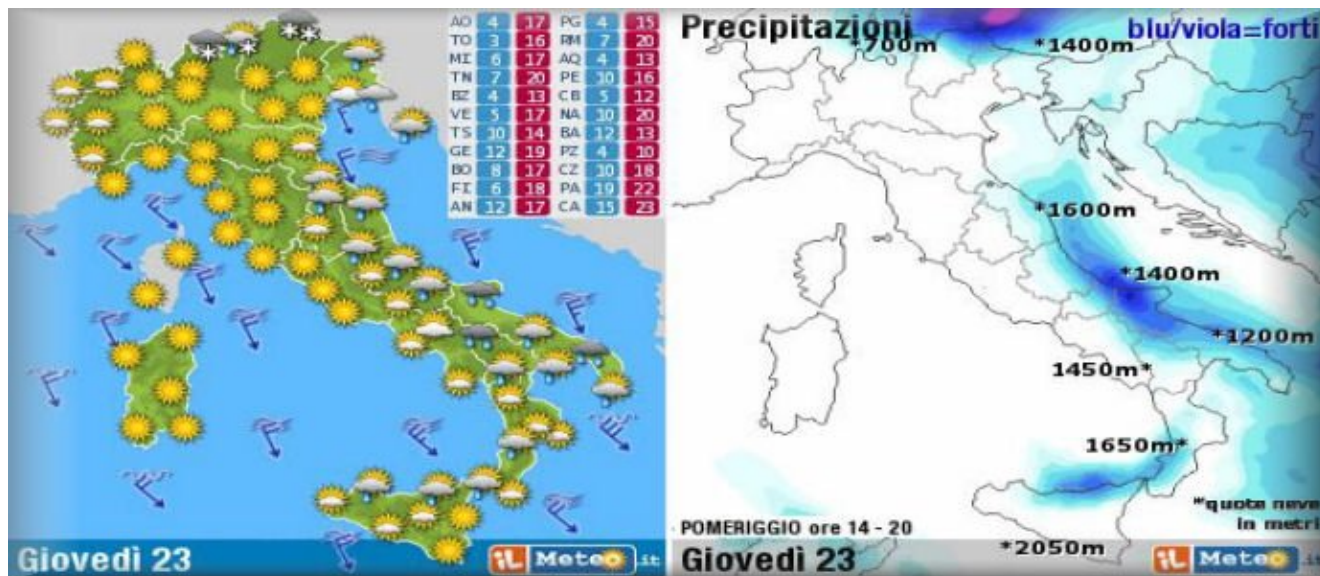 AO 4 17 PG 4 15
TO 3 16 RM 7 20
MI 6 17 AQ 4 13
TN 7 20 PE 10 16
BZ 4 13 CB 5 12
VE 5 17 NA 10 20
TS 10 14 BA 12 13
GE 12 19 PZ 4 10
BO 8 17 CZ 10 18
FI 6 18 PA 19 22
AN 12 17 CA 15 23
Giovedì 23
iL Meteo.it
Precipitazioni
blu/viola=forti
*700m
*1400m
*1600m
*1400m
*1200m
1450m*
1650m*
*quote neve
in metri
POMERIGGIO ore 14 - 20
*2050m
Giovedì 23
iL Meteo.it